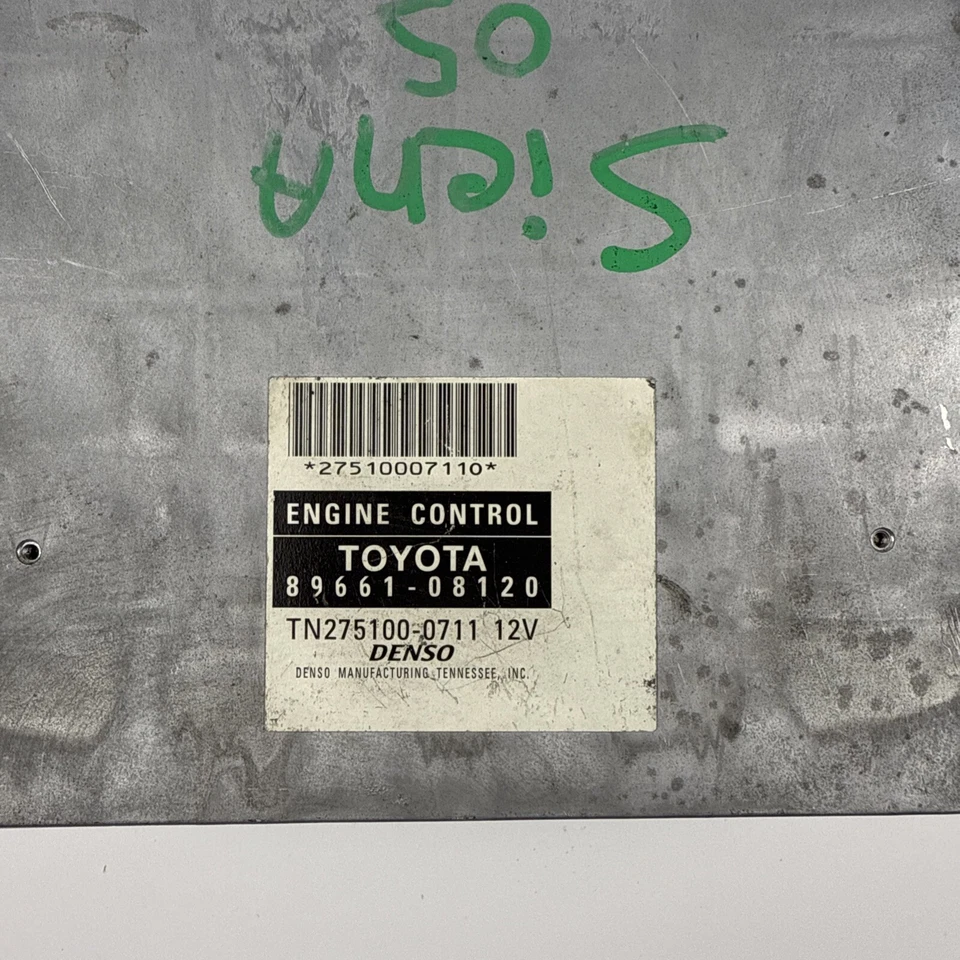 SienA
05
*27510007110*
ENGINE CONTROL
TOYOTA
89661-08120
TN275100-0711 12V
DENSO
DENSO MANUFACTURING TENNESSEE, INC.